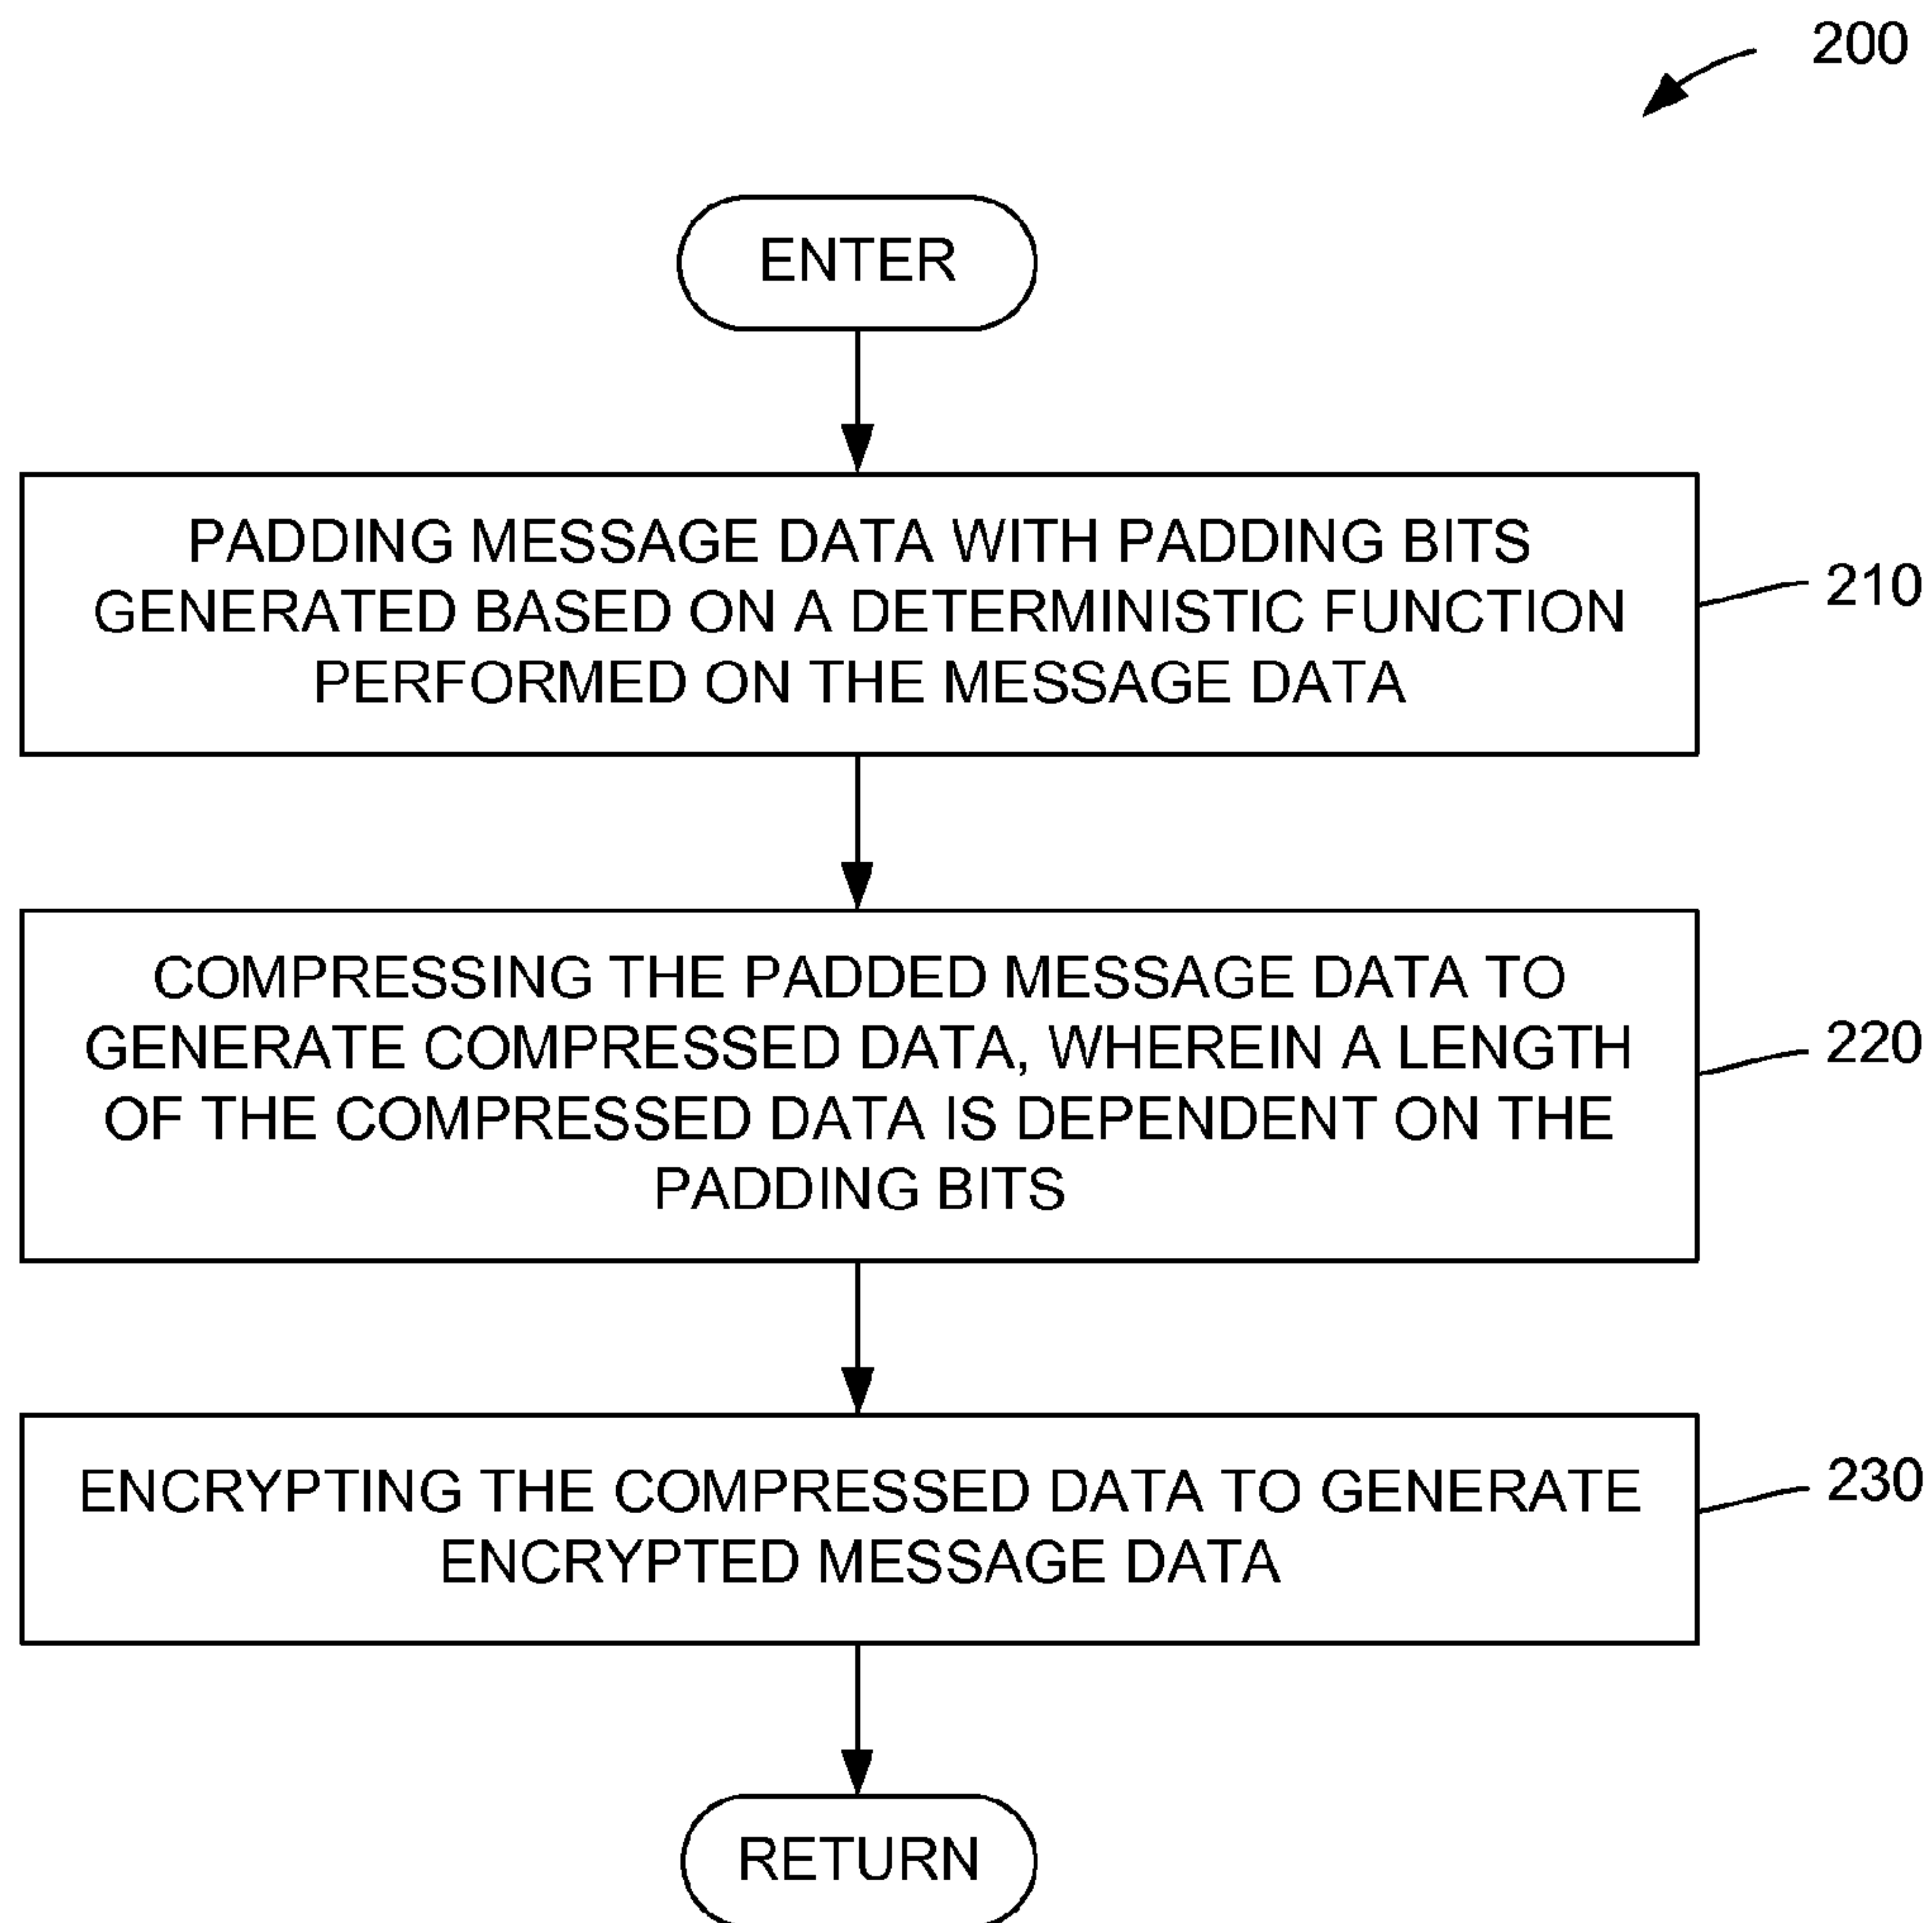 200
ENTER
PADDING MESSAGE DATA WITH PADDING BITS
GENERATED BASED ON A DETERMINISTIC FUNCTION
PERFORMED ON THE MESSAGE DATA
210
COMPRESSING THE PADDED MESSAGE DATA TO
GENERATE COMPRESSED DATA, WHEREIN A LENGTH
OF THE COMPRESSED DATA IS DEPENDENT ON THE
PADDING BITS
220
ENCRYPTING THE COMPRESSED DATA TO GENERATE
ENCRYPTED MESSAGE DATA
230
RETURN